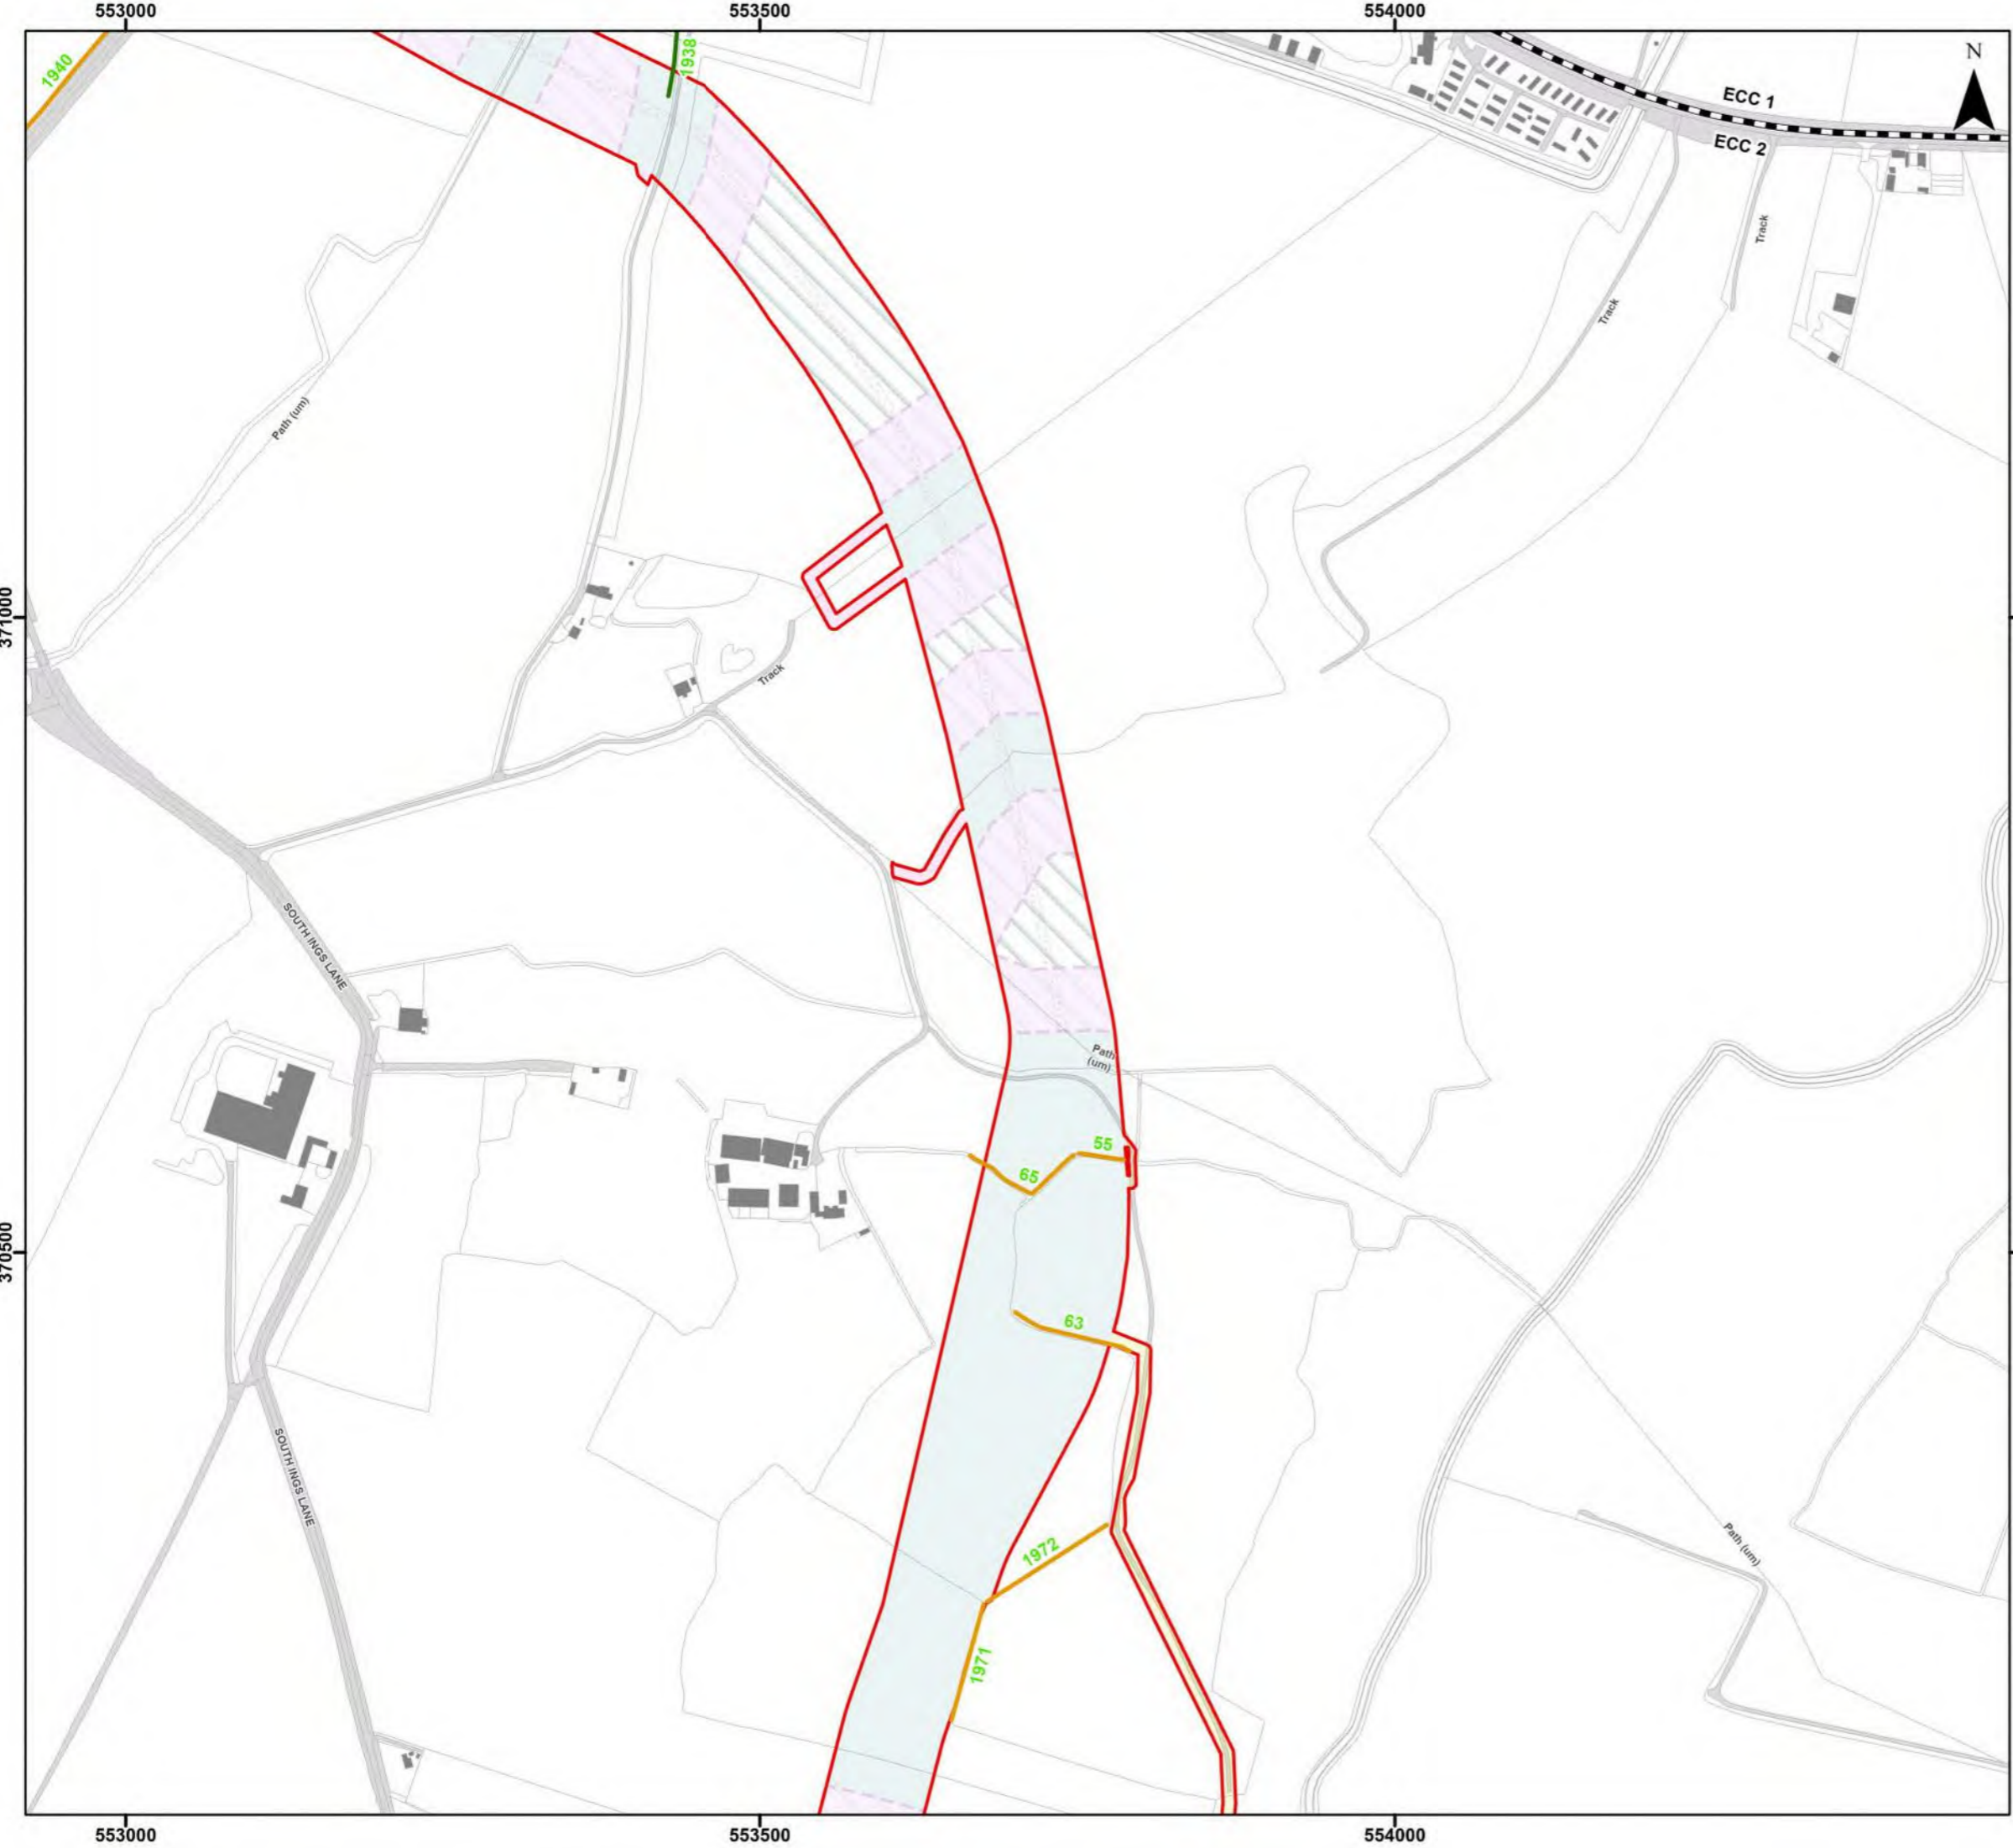 553000
553500
554000
1940
1938
N
ECC 1
ECC 2
Track
Track
Path (um)
371000
Track
SOUTH INGS LANE
Path
(um)
55
65
370500
63
SOUTH INGS LANE
1972
Path (um)
1971
553000
553500
554000